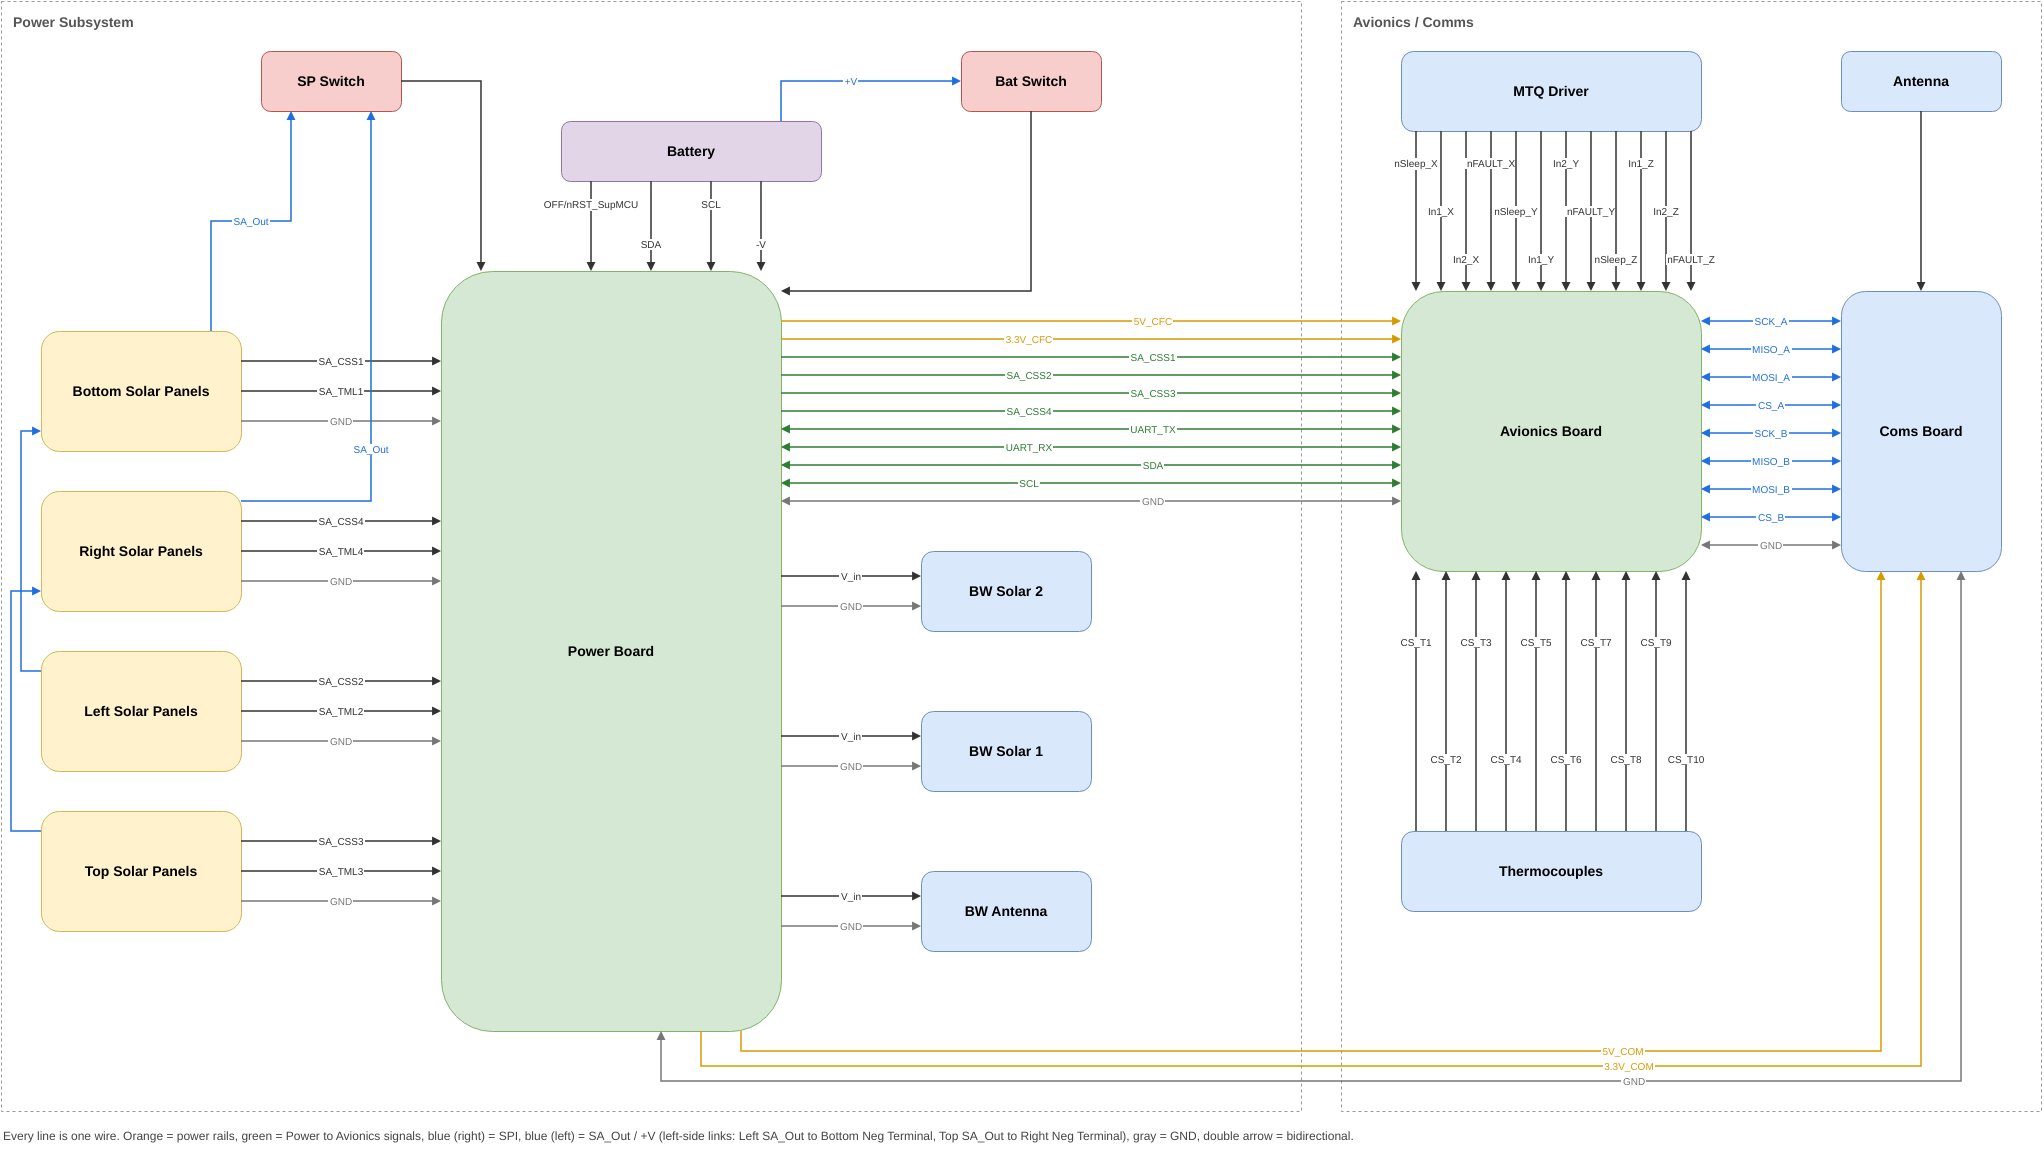 Power Subsystem
Avionics / Comms
SP Switch
+V
Bat Switch
MTQ Driver
Antenna
Battery
OFF/nRST_SupMCU
SCL
SDA
-V
nSleep_X
nFAULT_X
In2_Y
In1_Z
In1_X
nSleep_Y
nFAULT_Y
In2_Z
In2_X
In1_Y
nSleep_Z
nFAULT_Z
SA_Out
Bottom Solar Panels
SA_CSS1
SA_TML1
GND
SA_Out
Right Solar Panels
SA_CSS4
SA_TML4
GND
Left Solar Panels
SA_CSS2
SA_TML2
GND
Top Solar Panels
SA_CSS3
SA_TML3
GND
Power Board
5V_CFC
3.3V_CFC
SA_CSS1
SA_CSS2
SA_CSS3
SA_CSS4
UART_TX
UART_RX
SDA
SCL
GND
V_in
GND
BW Solar 2
V_in
GND
BW Solar 1
V_in
GND
BW Antenna
Avionics Board
SCK_A
MISO_A
MOSI_A
CS_A
SCK_B
MISO_B
MOSI_B
CS_B
GND
Coms Board
CS_T1
CS_T3
CS_T5
CS_T7
CS_T9
CS_T2
CS_T4
CS_T6
CS_T8
CS_T10
Thermocouples
5V_COM
3.3V_COM
GND
Every line is one wire. Orange = power rails, green = Power to Avionics signals, blue (right) = SPI, blue (left) = SA_Out / +V (left-side links: Left SA_Out to Bottom Neg Terminal, Top SA_Out to Right Neg Terminal), gray = GND, double arrow = bidirectional.